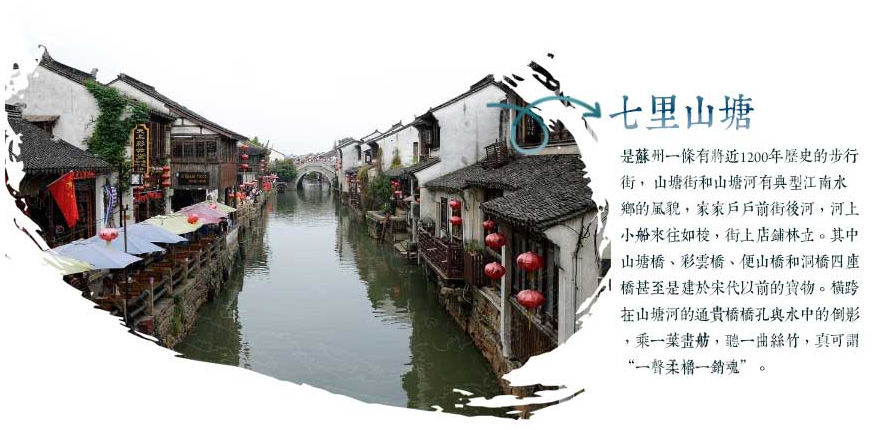 七里山塘
是蘇州一條有將近1200年歷史的步行
街，山塘街和山塘河有典型江南水
鄉的風貌，家家戶戶前街後河，河上
小船來往如梭，街上店鋪林立。其中
山塘橋、彩雲橋、便山橋和洞橋四座
橋甚至是建於宋代以前的寶物。橫跨
在山塘河的通貴橋橋孔與水中的倒影
，乘一葉畫舫，聽一曲絲竹，真可謂
“一聲柔櫓一銷魂”。